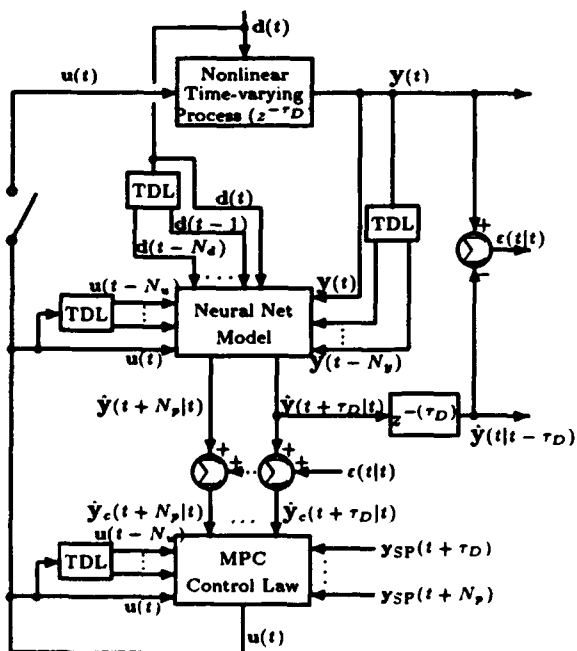 d(t)
u(t)
Nonlinear
Time-varying
Process (z^{-τ_D}
y(t)
TDL
d(t)
d(t − 1)
d(t − N_d)
...
TDL
+
ε(t|t)
−
y(t)
u(t − N_u)
TDL
Neural Net
Model
u(t)
y(t − N_y)
ŷ(t + N_p|t)
ŷ(t + τ_D|t)
z^{−(τ_D)}
ŷ(t|t − τ_D)
+
+
Σ
+
...
+
Σ
ε(t|t)
ŷ_c(t + N_p|t)
...
ŷ_c(t + τ_D|t)
u(t − N_u)
TDL
MPC
Control Law
y_SP(t + τ_D)
y_SP(t + N_p)
u(t)
u(t)